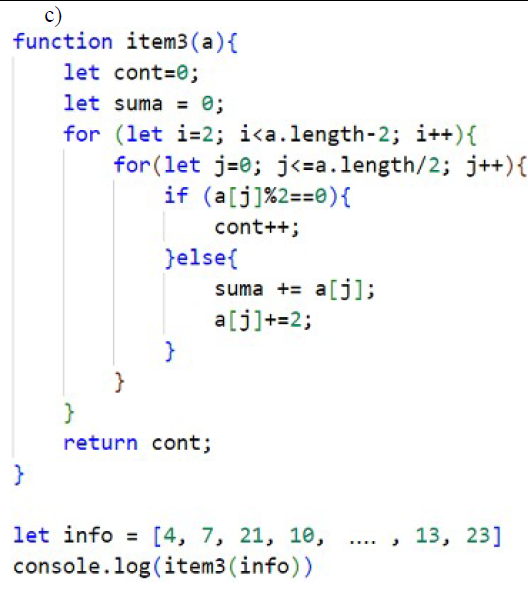 c)
function item3(a){
    let cont=0;
    let suma = 0;
    for (let i=2; i<a.length-2; i++){
        for(let j=0; j<=a.length/2; j++){
            if (a[j]%2==0){
                cont++;
            }else{
                suma += a[j];
                a[j]+=2;
            }
        }
    }
    return cont;
}
let info = [4, 7, 21, 10, .... , 13, 23]
console.log(item3(info))